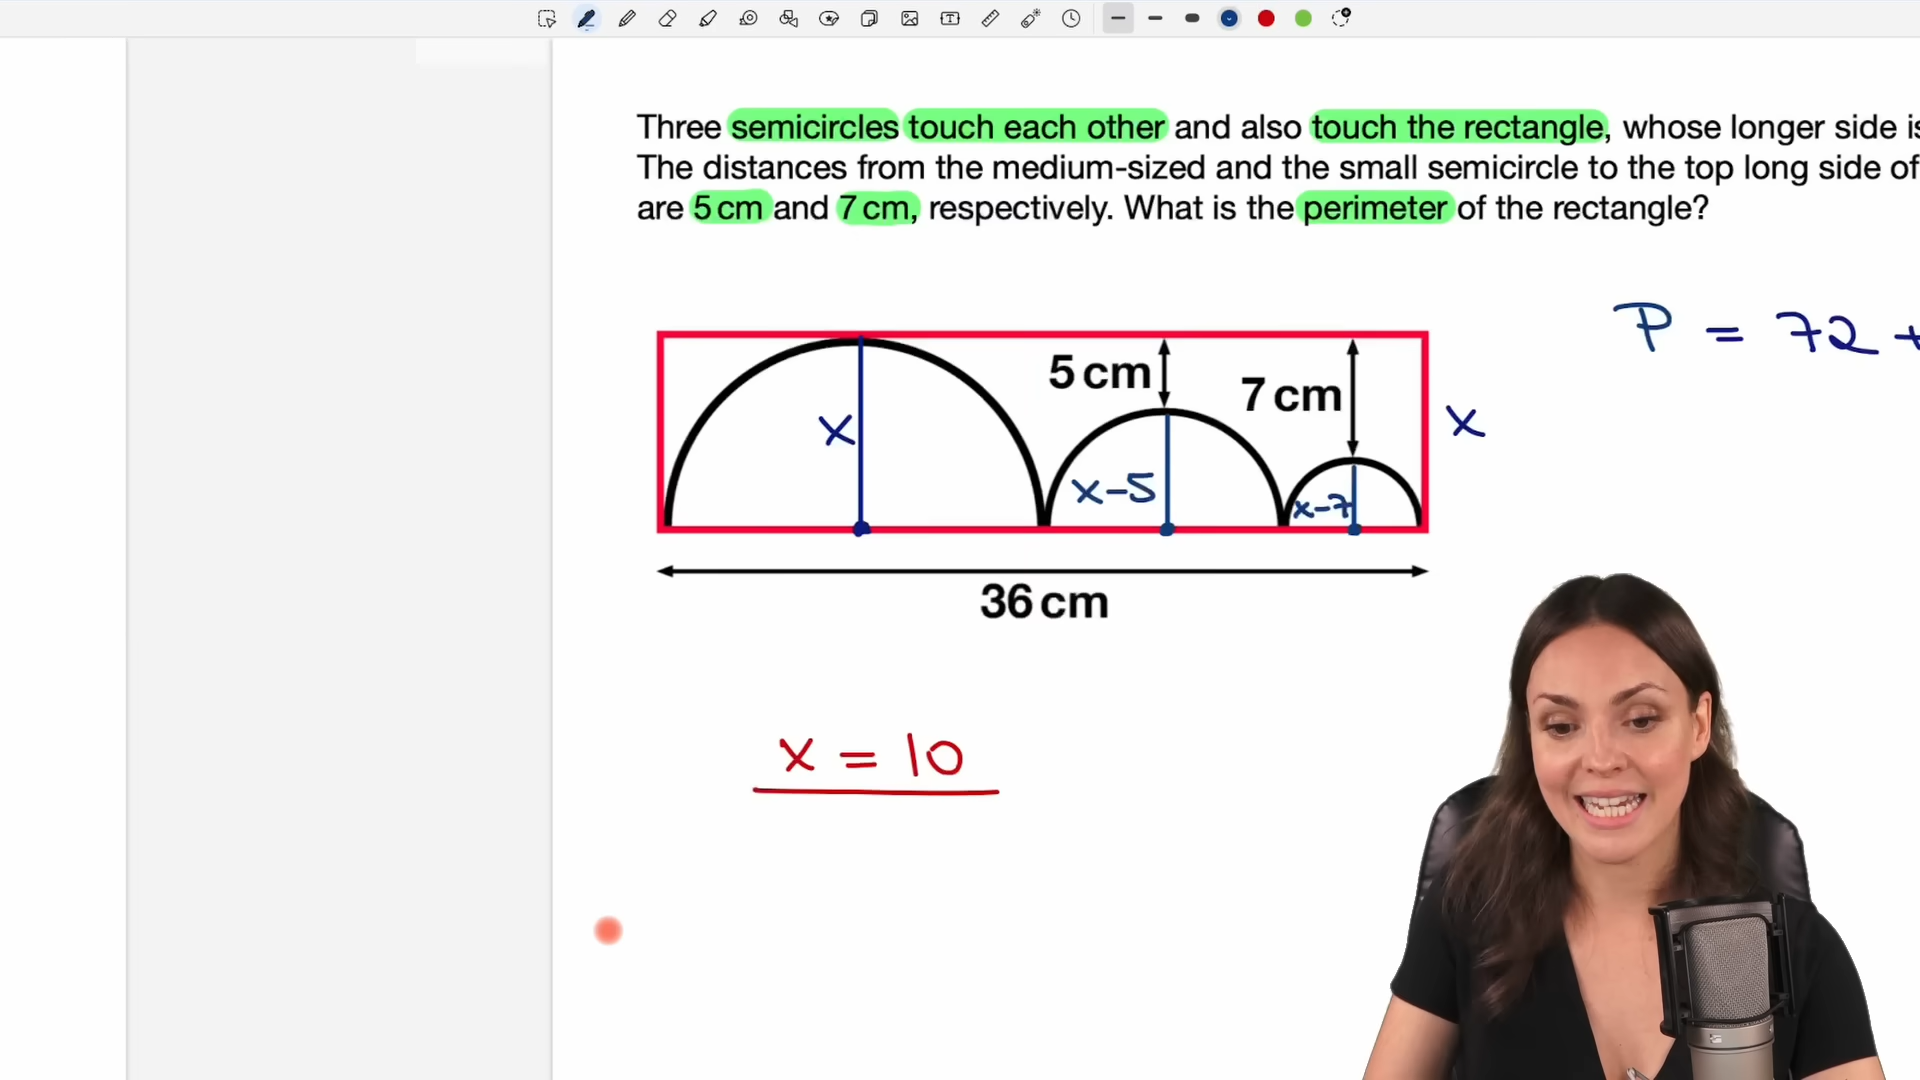 Three semicircles touch each other and also touch the rectangle, whose longer side is
The distances from the medium-sized and the small semicircle to the top long side of
are 5 cm and 7 cm, respectively. What is the perimeter of the rectangle?
P = 72 +
5 cm
7 cm
x
x
x-5
x-7
36 cm
x = 10